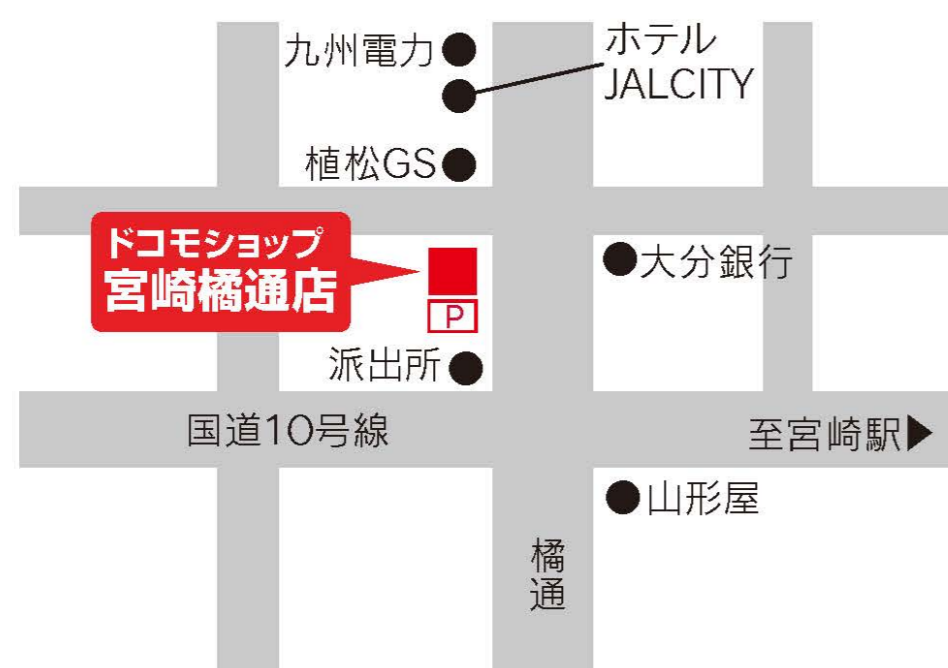 九州電力
ホテル
JALCITY
植松GS
ドコモショップ
宮崎橘通店
大分銀行
P
派出所
国道10号線
至宮崎駅▶
山形屋
橘通